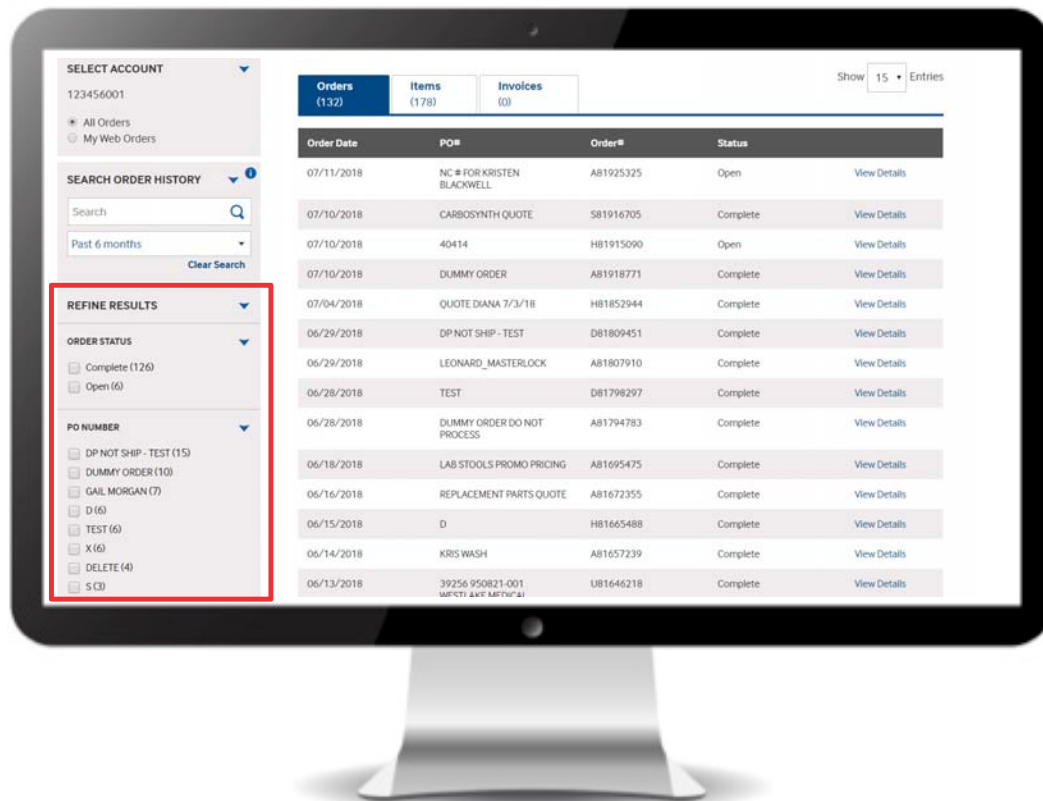 SELECT ACCOUNT
123456001
All Orders
My Web Orders
SEARCH ORDER HISTORY
Search
Past 6 months
Clear Search
REFINE RESULTS
ORDER STATUS
Complete (126)
Open (6)
PO NUMBER
DP NOT SHIP - TEST (15)
DUMMY ORDER (10)
GAIL MORGAN (7)
D (6)
TEST (6)
X (6)
DELETE (4)
S (3)
Orders Items Invoices
(132) (178) (0)
Show 15 Entries
Order Date PO# Order# Status
07/11/2018 NC # FOR KRISTEN A81925325 Open View Details
BLACKWELL
07/10/2018 CARBOSYNTH QUOTE S81916705 Complete View Details
07/10/2018 40414 H81915090 Open View Details
07/10/2018 DUMMY ORDER A81918771 Complete View Details
07/04/2018 QUOTE DIANA 7/3/18 H81852944 Complete View Details
06/29/2018 DP NOT SHIP - TEST D81809451 Complete View Details
06/29/2018 LEONARD_MASTERLOCK A81807910 Complete View Details
06/28/2018 TEST D81798297 Complete View Details
06/28/2018 DUMMY ORDER DO NOT A81794783 Complete View Details
PROCESS
06/18/2018 LAB STOOLS PROMO PRICING A81695475 Complete View Details
06/16/2018 REPLACEMENT PARTS QUOTE A81672355 Complete View Details
06/15/2018 D H81665488 Complete View Details
06/14/2018 KRIS WASH A81657239 Complete View Details
06/13/2018 39256 950821-001 U81646218 Complete View Details
WESTLAKE MEDICAL